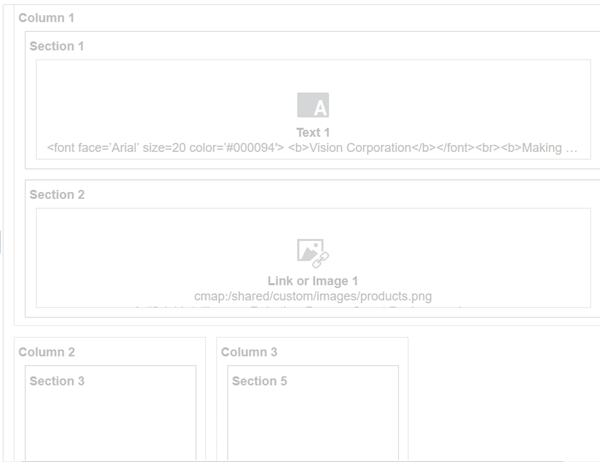 Column 1
Section 1
Text 1
<font face='Arial' size=20 color='#000094'> <b>Vision Corporation</b></font><br><b>Making ...
Section 2
Link or Image 1
cmap:/shared/custom/images/products.png
Column 2
Column 3
Section 3
Section 5